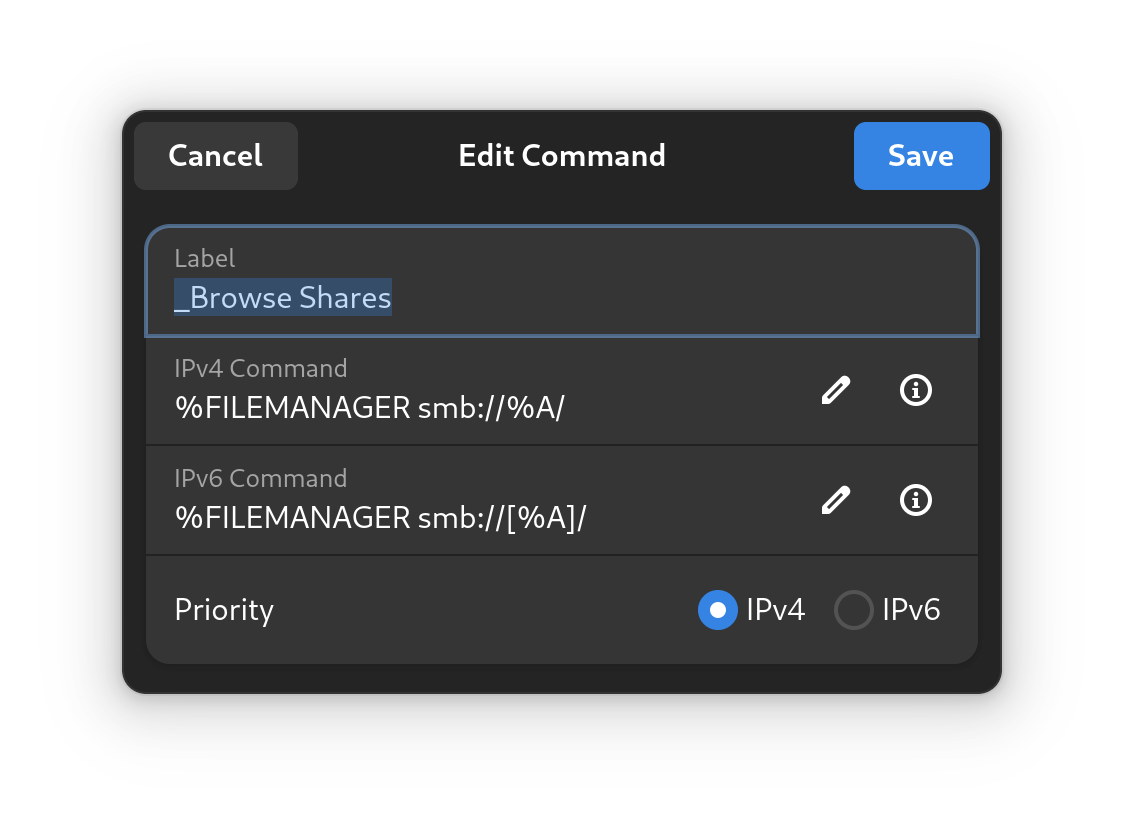 Cancel
Edit Command
Save
Label
_Browse Shares
IPv4 Command
%FILEMANAGER smb://%A/
IPv6 Command
%FILEMANAGER smb://[%A]/
Priority
IPv4
IPv6